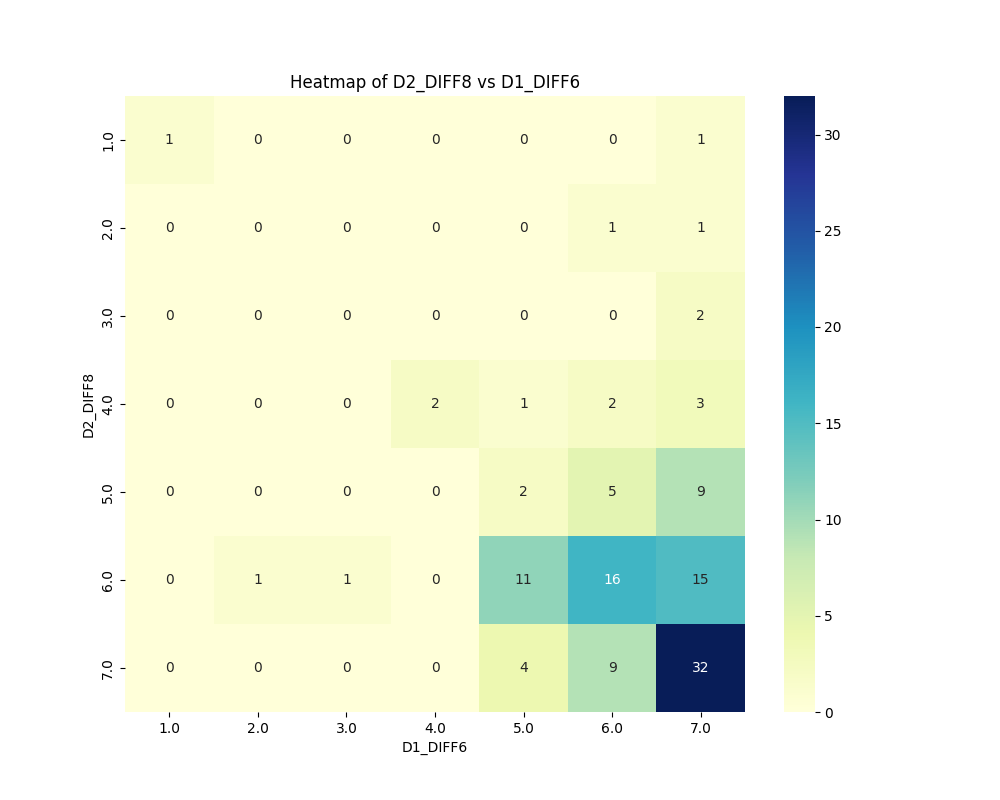 Heatmap of D2_DIFF8 vs D1_DIFF6
D2_DIFF8
1.0 1 0 0 0 0 0 1
2.0 0 0 0 0 0 1 1
3.0 0 0 0 0 0 0 2
4.0 0 0 0 2 1 2 3
5.0 0 0 0 0 2 5 9
6.0 0 1 1 0 11 16 15
7.0 0 0 0 0 4 9 32
1.0 2.0 3.0 4.0 5.0 6.0 7.0
D1_DIFF6
30
25
20
15
10
5
0